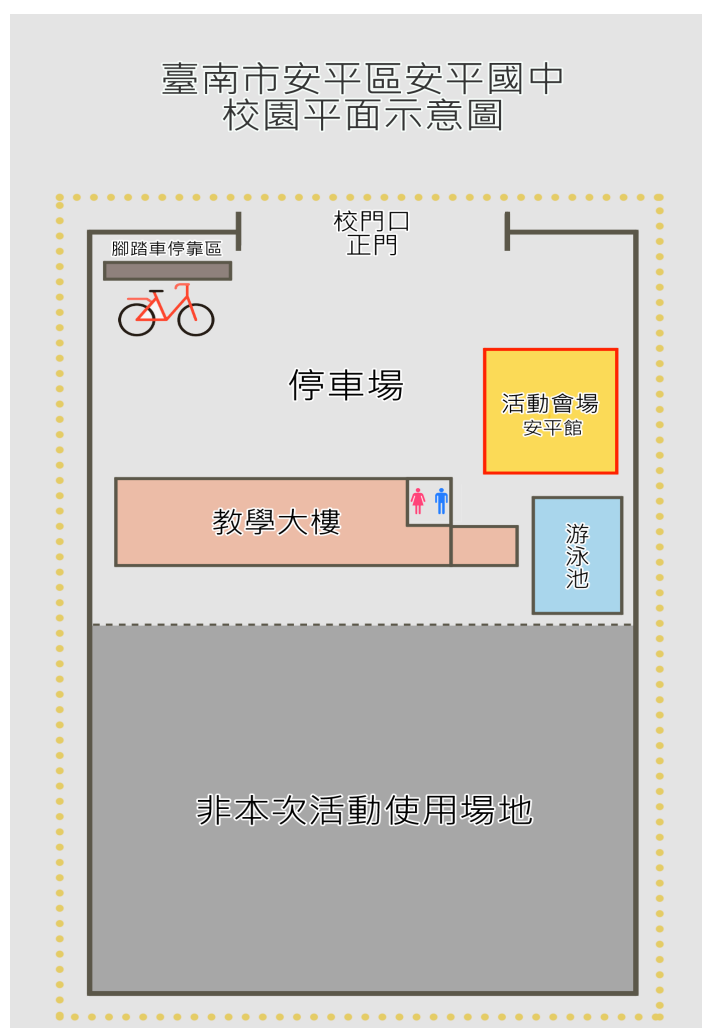 臺南市安平區安平國中
校園平面示意圖
校門口
正門
腳踏車停靠區
停車場
活動會場
安平館
教學大樓
游泳池
非本次活動使用場地